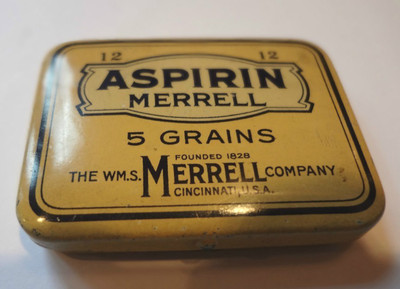 12 12
ASPIRIN
MERRELL
5 GRAINS
FOUNDED 1828
THE WM.S. MERRELL COMPANY
CINCINNATI, U.S.A.